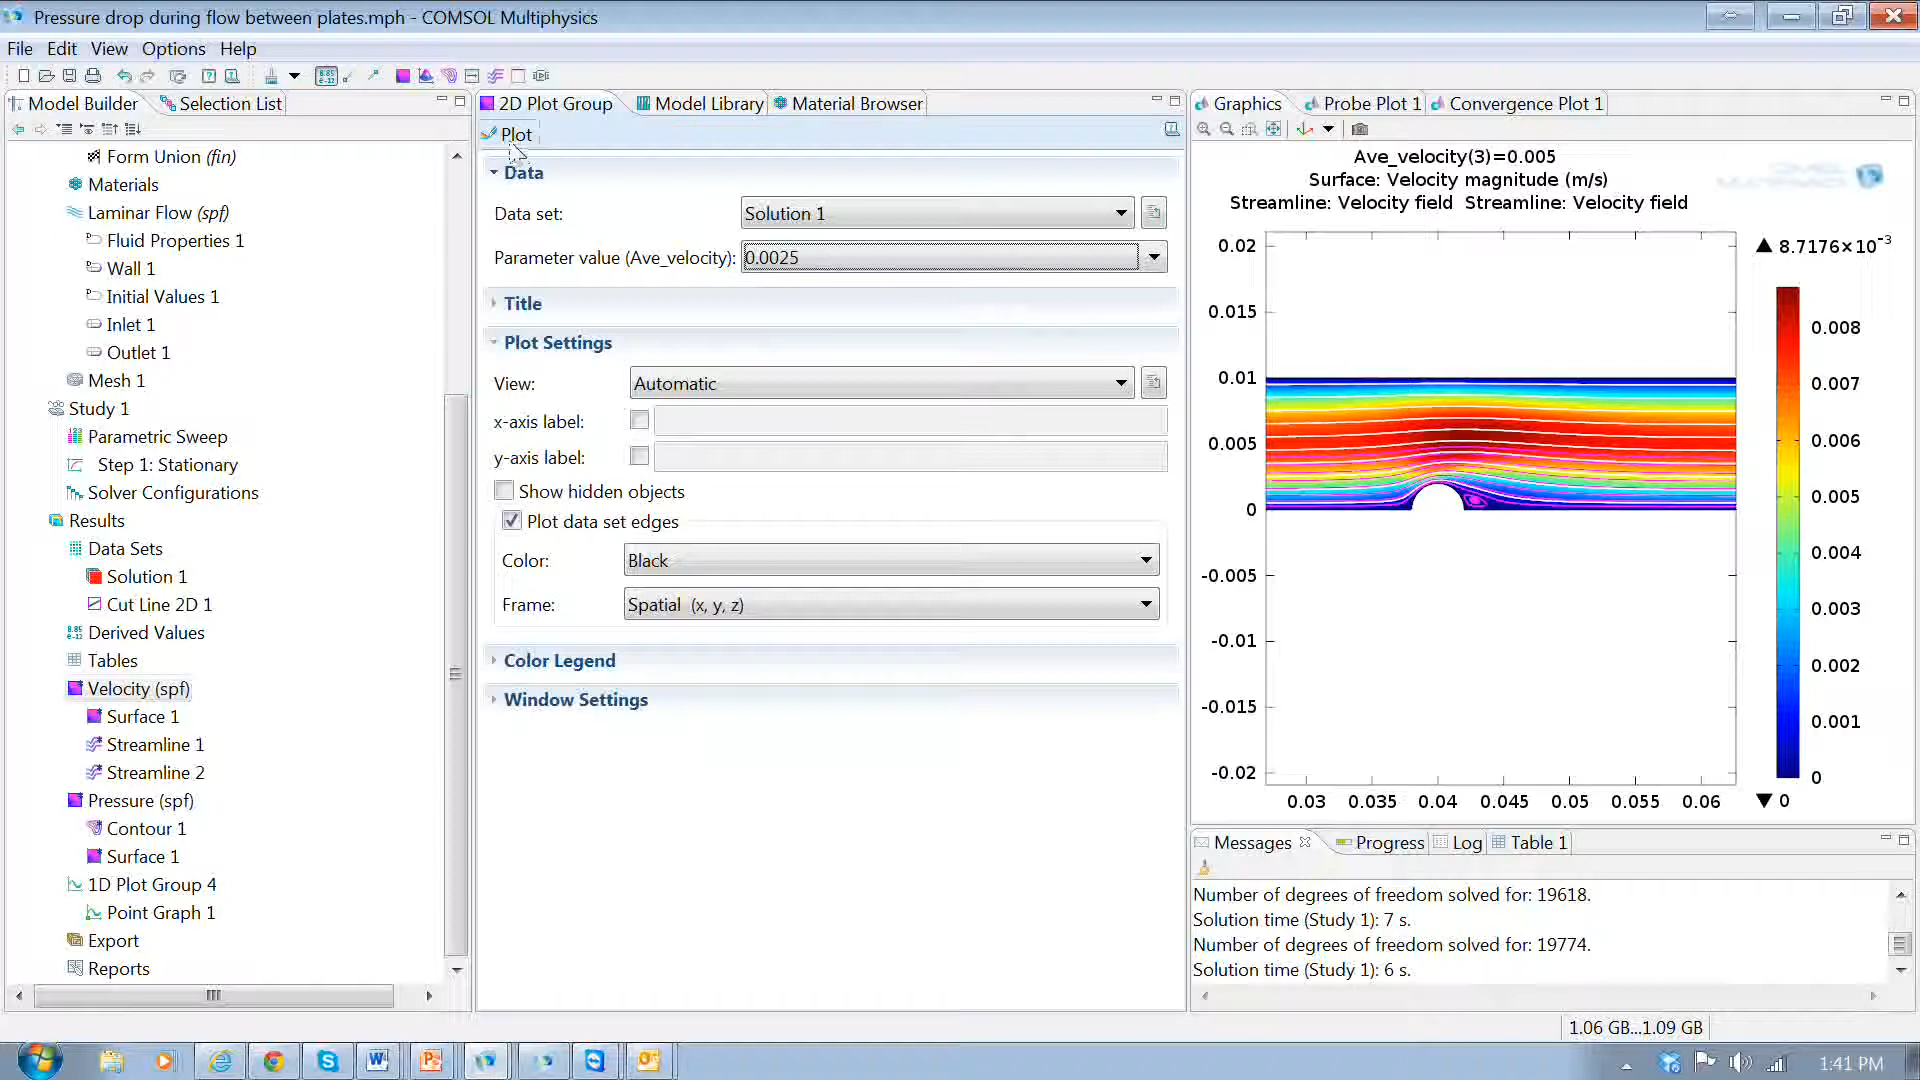 Pressure drop during flow between plates.mph - COMSOL Multiphysics
File Edit View Options Help
Model Builder
Selection List
Form Union (fin)
Materials
Laminar Flow (spf)
Fluid Properties 1
Wall 1
Initial Values 1
Inlet 1
Outlet 1
Mesh 1
Study 1
Parametric Sweep
Step 1: Stationary
Solver Configurations
Results
Data Sets
Solution 1
Cut Line 2D 1
Derived Values
Tables
Velocity (spf)
Surface 1
Streamline 1
Streamline 2
Pressure (spf)
Contour 1
Surface 1
1D Plot Group 4
Point Graph 1
Export
Reports
2D Plot Group
Model Library
Material Browser
Plot
Data
Data set: Solution 1
Parameter value (Ave_velocity): 0.0025
Title
Plot Settings
View: Automatic
x-axis label:
y-axis label:
Show hidden objects
Plot data set edges
Color: Black
Frame: Spatial (x, y, z)
Color Legend
Window Settings
Graphics
Probe Plot 1
Convergence Plot 1
Ave_velocity(3)=0.005
Surface: Velocity magnitude (m/s)
Streamline: Velocity field Streamline: Velocity field
0.02
0.015
0.01
0.005
0
-0.005
-0.01
-0.015
-0.02
0.03 0.035 0.04 0.045 0.05 0.055 0.06
▲ 8.7176×10⁻³
0.008
0.007
0.006
0.005
0.004
0.003
0.002
0.001
0
▼ 0
Messages
Progress
Log
Table 1
Number of degrees of freedom solved for: 19618.
Solution time (Study 1): 7 s.
Number of degrees of freedom solved for: 19774.
Solution time (Study 1): 6 s.
1.06 GB...1.09 GB
1:41 PM